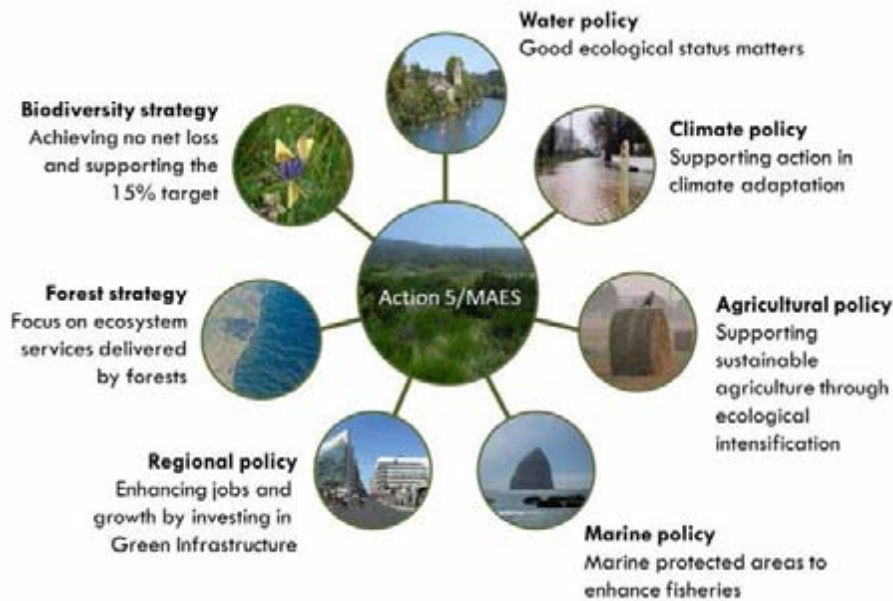 Water policy
Good ecological status matters
Biodiversity strategy
Achieving no net loss
and supporting the
15% target
Climate policy
Supporting action in
climate adaptation
Action 5/MAES
Forest strategy
Focus on ecosystem
services delivered
by forests
Agricultural policy
Supporting
sustainable
agriculture through
ecological
intensification
Regional policy
Enhancing jobs and
growth by investing in
Green Infrastructure
Marine policy
Marine protected areas to
enhance fisheries